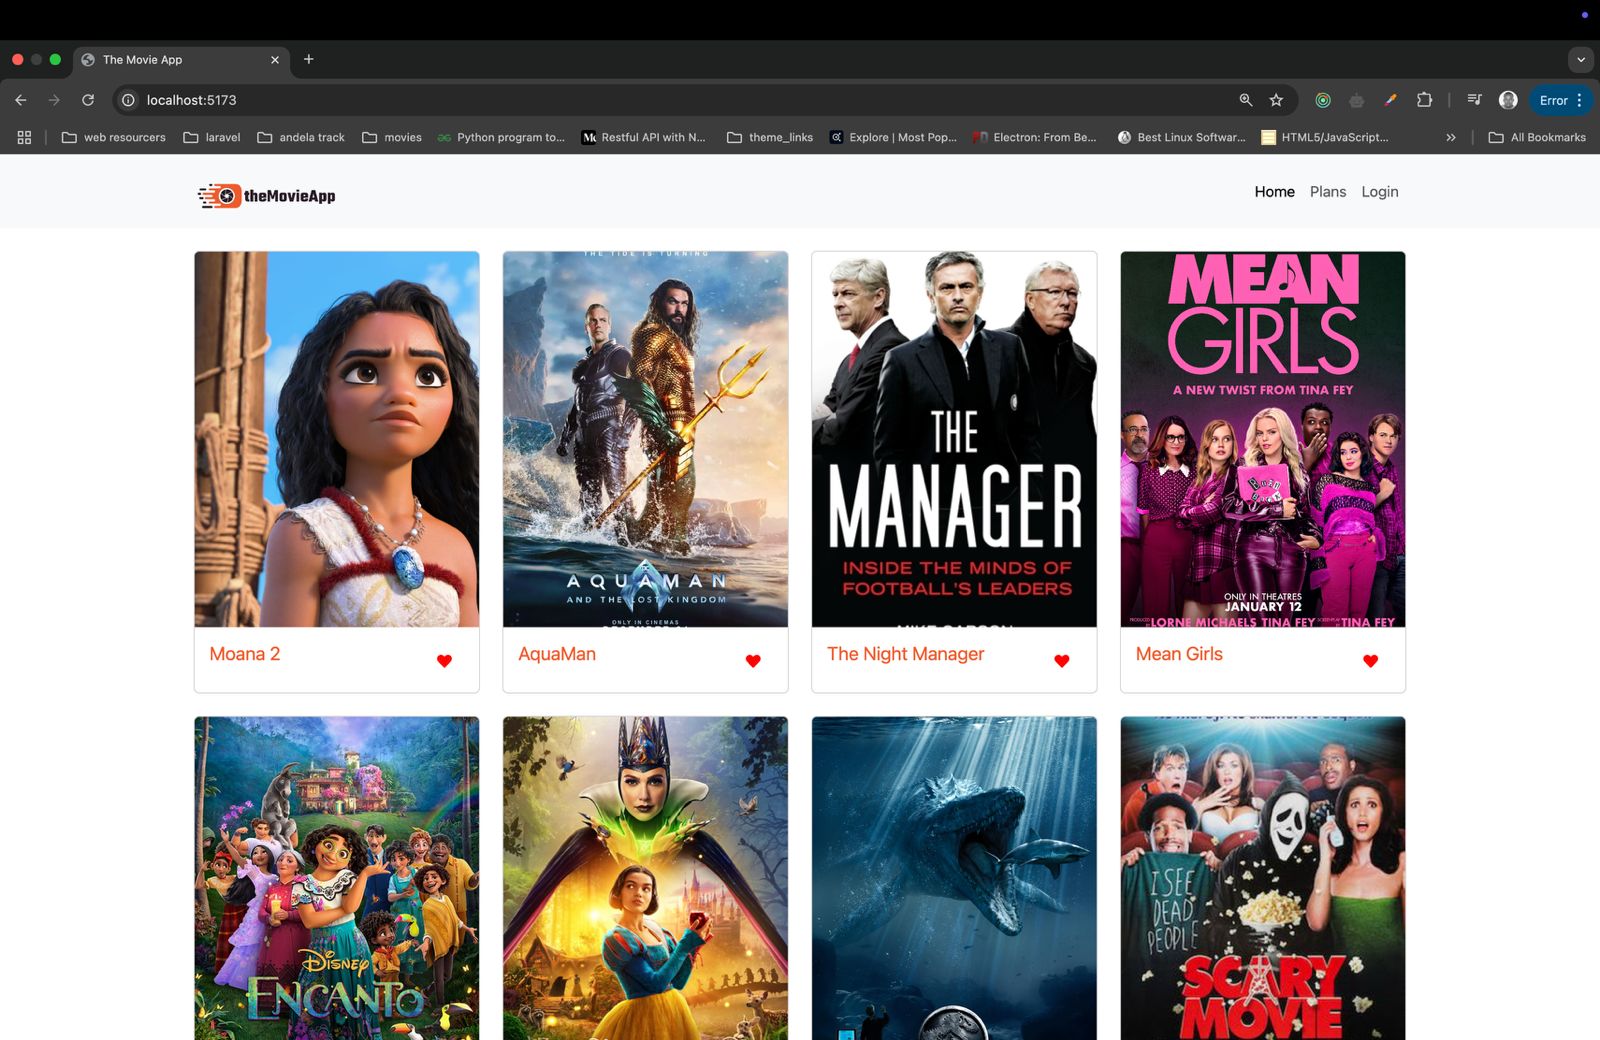 The Movie App
localhost:5173
Error
web resourcers
laravel
andela track
movies
Python program to...
Restful API with N...
theme_links
Explore | Most Pop...
Electron: From Be...
Best Linux Softwar...
HTML5/JavaScript...
All Bookmarks
theMovieApp
Home
Plans
Login
THE TIDE IS TURNING
AQUAMAN
AND THE LOST KINGDOM
ONLY IN CINEMAS
THE
MANAGER
INSIDE THE MINDS OF
FOOTBALL'S LEADERS
MIKE CARSON
MEAN
GIRLS
A NEW TWIST FROM TINA FEY
ONLY IN THEATRES
JANUARY 12
LORNE MICHAELS TINA FEY
TINA FEY
Moana 2
AquaMan
The Night Manager
Mean Girls
DISNEY
ENCANTO
I SEE
DEAD
PEOPLE
SCARY
MOVIE